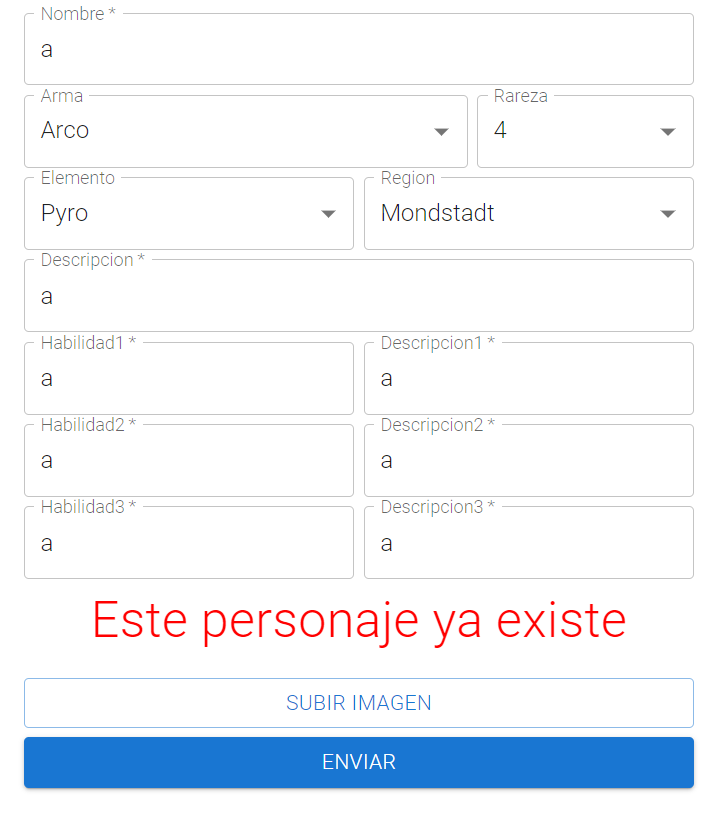 Nombre *
a
Arma
Rareza
Arco
4
Elemento
Region
Pyro
Mondstadt
Descripcion *
a
Habilidad1 *
Descripcion1 *
a
a
Habilidad2 *
Descripcion2 *
a
a
Habilidad3 *
Descripcion3 *
a
a
Este personaje ya existe
SUBIR IMAGEN
ENVIAR